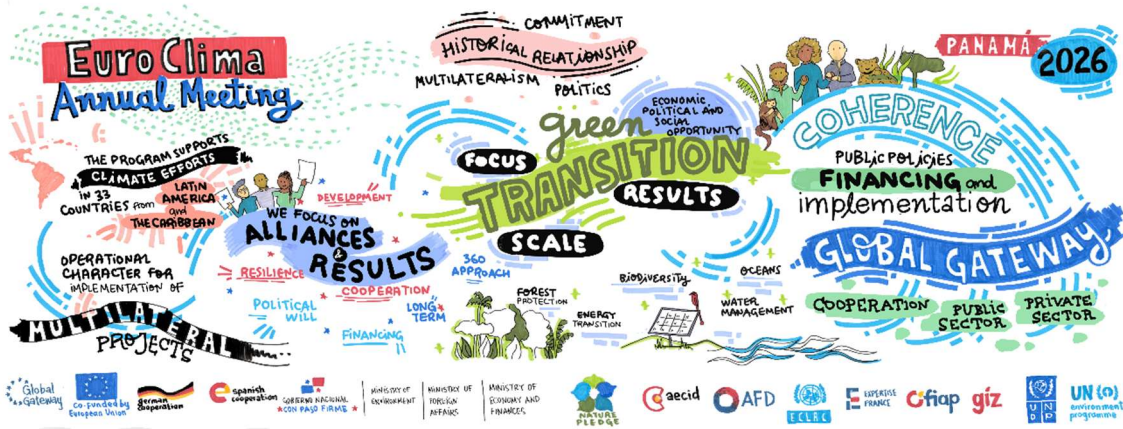 EuroClima
Annual Meeting
THE PROGRAM SUPPORTS
CLIMATE EFFORTS
IN 33
COUNTRIES from
LATIN
AMERICA
and
THE CARIBBEAN
OPERATIONAL
CHARACTER FOR
IMPLEMENTATION OF
MULTILATERAL
PROJECTS
WE FOCUS ON
ALLIANCES
&
RESULTS
DEVELOPMENT
RESILIENCE
COOPERATION
POLITICAL
WILL
FINANCING
LONG
TERM
360
APPROACH
COMMITMENT
HISTORICAL RELATIONSHIP
MULTILATERALISM
POLITICS
green
TRANSITION
ECONOMIC,
POLITICAL AND
SOCIAL
OPPORTUNITY
FOCUS
RESULTS
SCALE
FOREST
PROTECTION
ENERGY
TRANSITION
BIODIVERSITY
OCEANS
WATER
MANAGEMENT
PANAMÁ
2026
COHERENCE
PUBLIC POLICIES
FINANCING and
implementation
GLOBAL GATEWAY
COOPERATION
PUBLIC
SECTOR
PRIVATE
SECTOR
Global
Gateway
co-funded by
European Union
german
cooperation
spanish
cooperation
GOBIERNO NACIONAL
CON PASO FIRME
MINISTRY OF
ENVIRONMENT
MINISTRY OF
FOREIGN
AFFAIRS
MINISTRY OF
ECONOMY AND
FINANCES
NATURE
PLEDGE
aecid
AFD
ECLAC
EXPERTISE
FRANCE
fiap
giz
UN
DP
UN
environment
programme